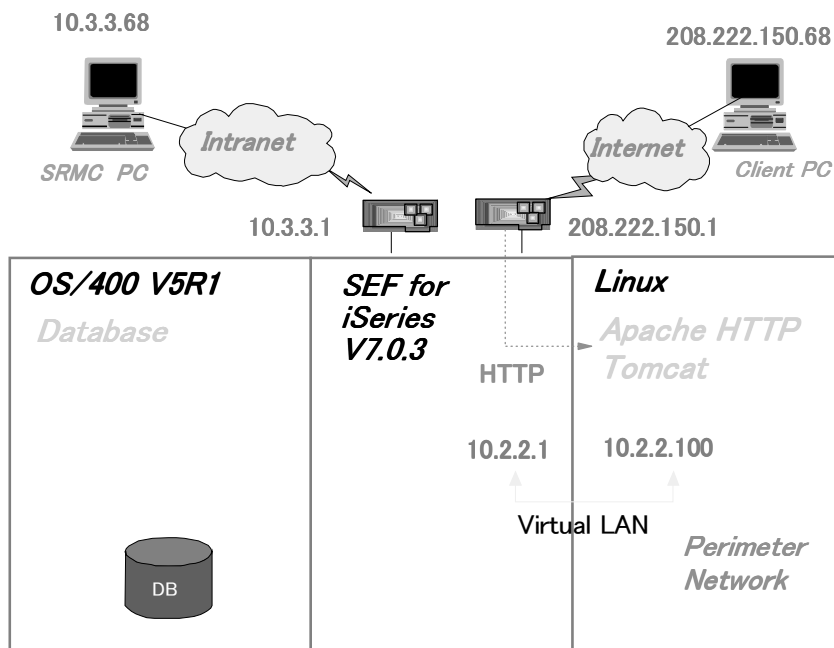 10.3.3.68
208.222.150.68
Intranet
Internet
SRMC PC
Client PC
10.3.3.1
208.222.150.1
OS/400 V5R1
Database
SEF for
iSeries
V7.0.3
Linux
Apache HTTP
Tomcat
HTTP
10.2.2.1
10.2.2.100
Virtual LAN
Perimeter
Network
DB